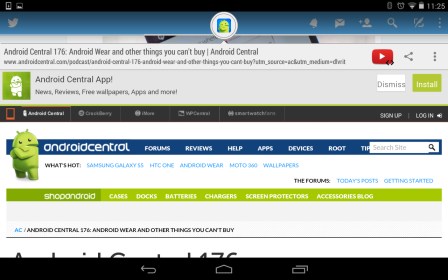 11:25
Android Central 176: Android Wear and other things you can't buy | Android Central
www.androidcentral.com/podcast/android-central-176-android-wear-and-other-things-you-cant-buy?utm_source=ac&utm_medium=dlvrit
Android Central App!
News, Reviews, Free wallpapers, Apps and more!
Dismiss
Install
Android Central CrackBerry iMore WPCentral smartwatchfans SIGN UP | LOG IN
androidcentral FORUMS REVIEWS HELP APPS DEVICES ROOT TIP Search Site
WHAT'S HOT: SAMSUNG GALAXY S5 HTC ONE ANDROID WEAR MOTO 360 WALLPAPERS
THE FORUMS: TODAY'S POSTS GETTING STARTED
shopandroid CASES DOCKS BATTERIES CHARGERS SCREEN PROTECTORS ACCESSORIES BLOG
AC / ANDROID CENTRAL 176: ANDROID WEAR AND OTHER THINGS YOU CAN'T BUY
Android Central 176